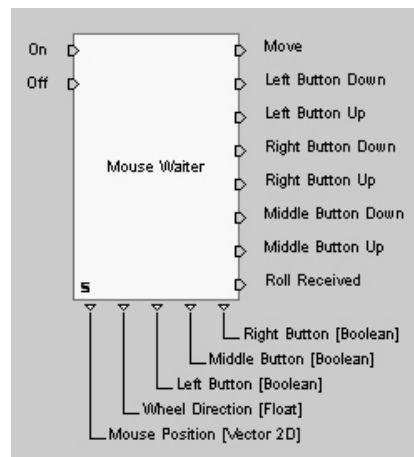 On
Off
Move
Left Button Down
Left Button Up
Right Button Down
Mouse Waiter
Right Button Up
Middle Button Down
Middle Button Up
Roll Received
S
Right Button [Boolean]
Middle Button [Boolean]
Left Button [Boolean]
Wheel Direction [Float]
Mouse Position [Vector 2D]